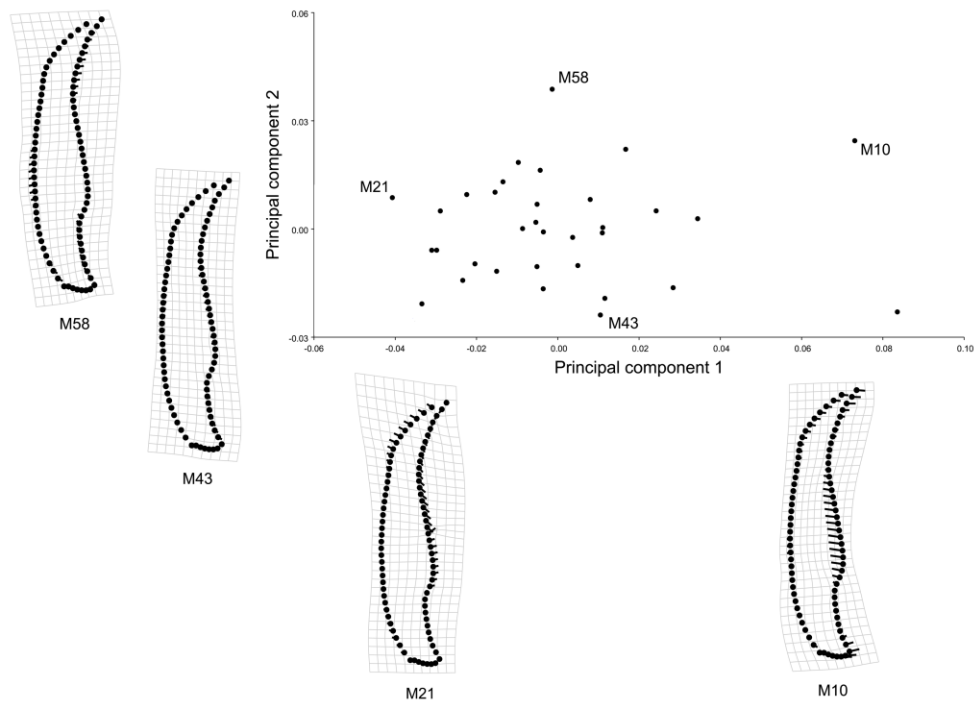 0.06
M58
0.03
M10
M21
Principal component 2
0.00
M58
M43
-0.03
-0.06
-0.04
-0.02
0.00
0.02
0.04
0.06
0.08
0.10
Principal component 1
M43
M21
M10